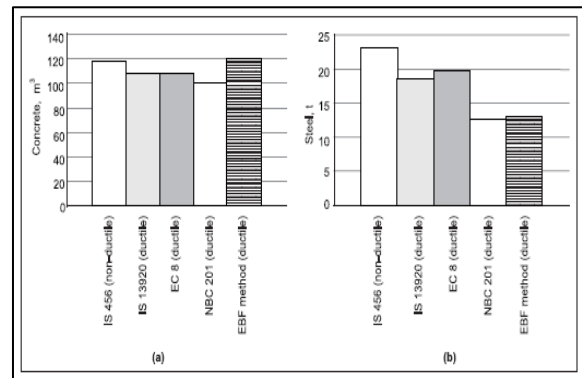 140
120
100
80
60
40
20
0
Concrete, m³
IS 456 (non-ductile)
IS 13920 (ductile)
EC 8 (ductile)
NBC 201 (ductile)
EBF method (ductile)
(a)
25
20
15
10
5
0
Steel, t
IS 456 (non-ductile)
IS 13920 (ductile)
EC 8 (ductile)
NBC 201 (ductile)
EBF method (ductile)
(b)